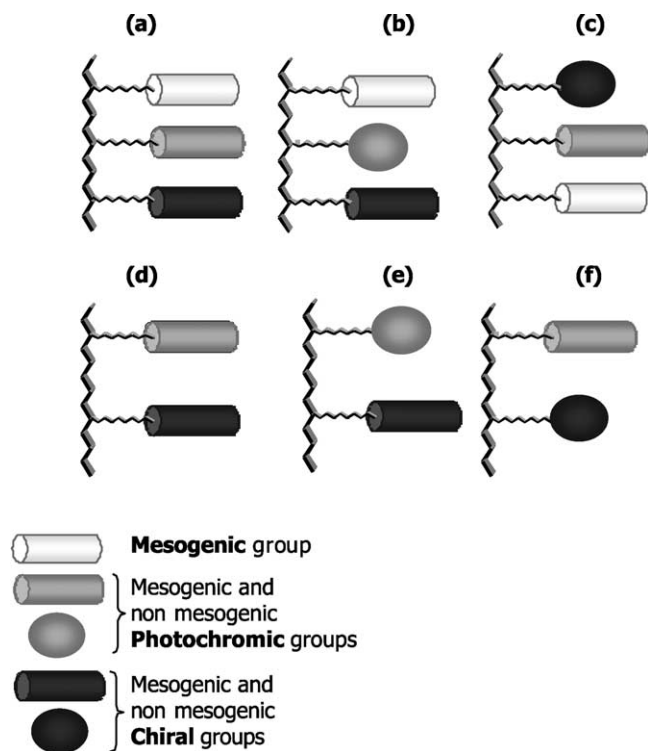 (a)
(b)
(c)
(d)
(e)
(f)
Mesogenic group
Mesogenic and
non mesogenic
Photochromic groups
Mesogenic and
non mesogenic
Chiral groups